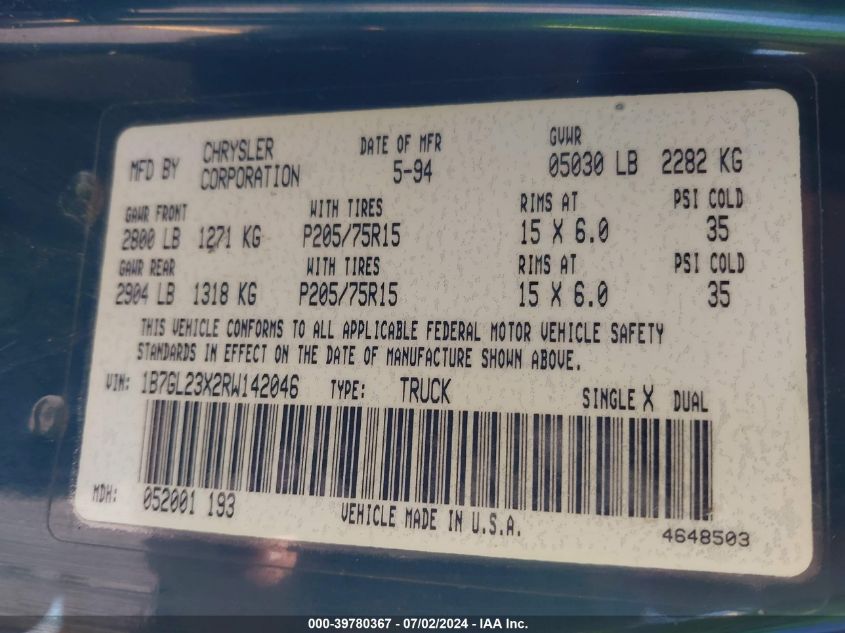 MFD BY CHRYSLER CORPORATION DATE OF MFR 5-94 GVWR 05030 LB 2282 KG
GAWR FRONT WITH TIRES RIMS AT PSI COLD
2800 LB 1271 KG P205/75R15 15 X 6.0 35
GAWR REAR WITH TIRES RIMS AT PSI COLD
2904 LB 1318 KG P205/75R15 15 X 6.0 35
THIS VEHICLE CONFORMS TO ALL APPLICABLE FEDERAL MOTOR VEHICLE SAFETY
STANDARDS IN EFFECT ON THE DATE OF MANUFACTURE SHOWN ABOVE.
VIN: 1B7GL23X2RW142046 TYPE: TRUCK SINGLE X DUAL
MDH: 052001 193
VEHICLE MADE IN U.S.A.
4648503
000-39780367 - 07/02/2024 - IAA Inc.